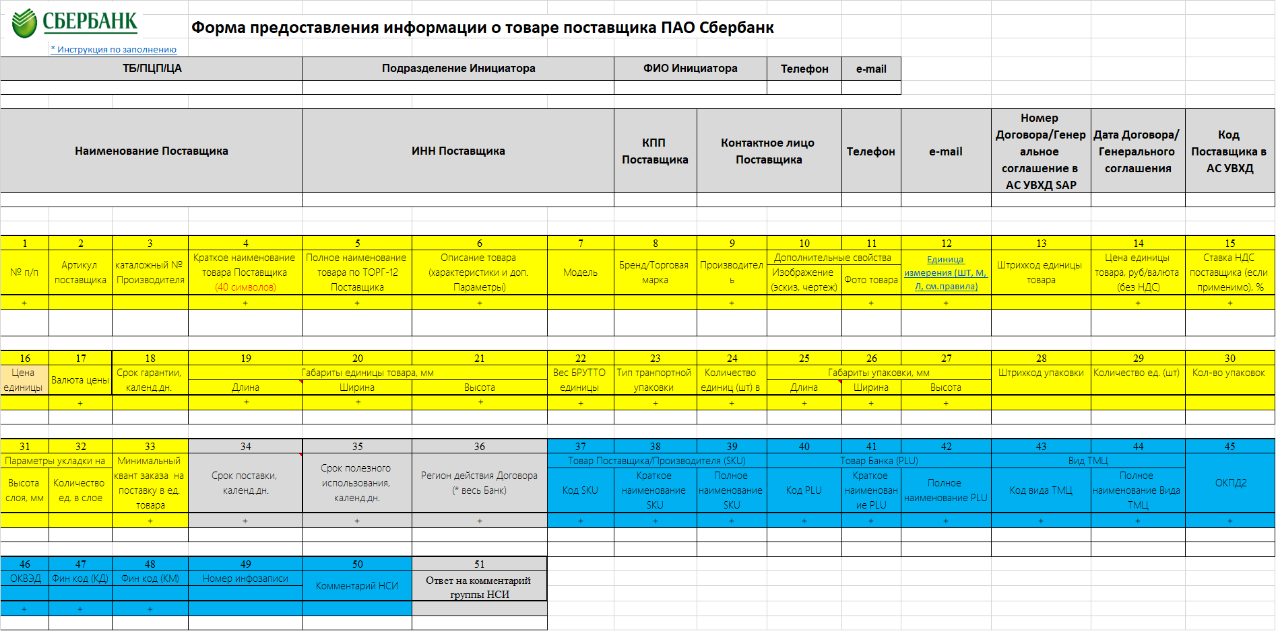 СБЕРБАНК
Форма предоставления информации о товаре поставщика ПАО Сбербанк
* Инструкция по заполнению
ТБ/ПЦП/ЦА Подразделение Инициатора ФИО Инициатора Телефон e-mail
Наименование Поставщика ИНН Поставщика КПП Поставщика Контактное лицо Поставщика Телефон e-mail Номер Договора/Генеральное соглашение в АС УВХД SAP Дата Договора/Генерального соглашения Код Поставщика в АС УВХД
1 2 3 4 5 6 7 8 9 10 11 12 13 14 15
№ п/п Артикул поставщика каталожный № Производителя Краткое наименование товара Поставщика (40 символов) Полное наименование товара по ТОРГ-12 Поставщика Описание товара (характеристики и доп. Параметры) Модель Бренд/Торговая марка Производитель Дополнительные свойства Изображение (эскиз, чертеж) Фото товара Единица измерения (ШТ, М, Л, см.правила) Штрихкод единицы товара Цена единицы товара, руб/валюта (без НДС) Ставка НДС поставщика (если применимо), %
+ + + + + + + + +
16 17 18 19 20 21 22 23 24 25 26 27 28 29 30
Цена единицы Валюта цены Срок гарантии, календ.дн. Габариты единицы товара, мм Длина Ширина Высота Вес БРУТТО единицы Тип транпортной упаковки Количество единиц (шт) в Габариты упаковки, мм Длина Ширина Высота Штрихкод упаковки Количество ед. (шт) Кол-во упаковок
+ + + + + + + + + +
31 32 33 34 35 36 37 38 39 40 41 42 43 44 45
Параметры укладки на Высота слоя, мм Количество ед. в слое Минимальный квант заказа на поставку в ед. товара Срок поставки, календ.дн. Срок полезного использования, календ.дн. Регион действия Договора (* весь Банк) Товар Поставщика/Производителя (SKU) Код SKU Краткое наименование SKU Полное наименование SKU Товар Банка (PLU) Код PLU Краткое наименование PLU Полное наименование PLU Вид ТМЦ Код вида ТМЦ Полное наименование Вида ТМЦ ОКПД2
+ + + + + + + + + + + + +
46 47 48 49 50 51
ОКВЭД Фин код (КД) Фин код (КМ) Номер инфозаписи Комментарий НСИ Ответ на комментарий группы НСИ
+ + +